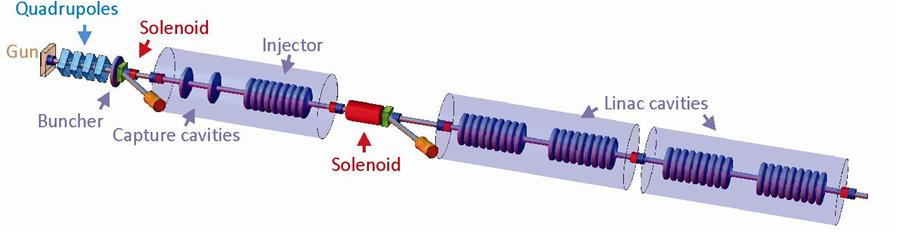 Quadrupoles
Solenoid
Gun
Injector
Buncher
Capture cavities
Solenoid
Linac cavities